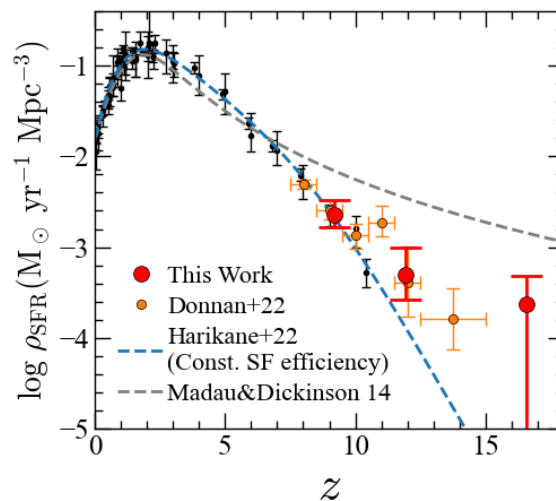 log ρSFR(M⊙ yr⁻¹ Mpc⁻³)
−1
−2
−3
−4
−5
This Work
Donnan+22
Harikane+22
(Const. SF efficiency)
Madau&Dickinson 14
0
5
10
15
z